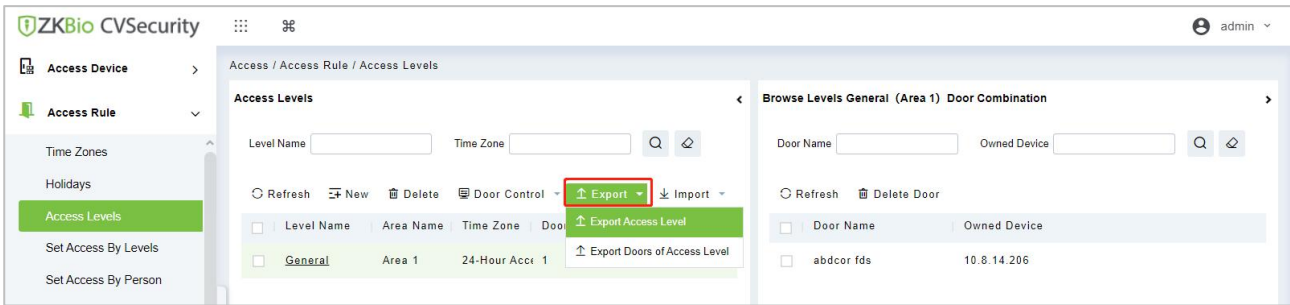 ZKBio CVSecurity
admin
Access Device
Access Rule
Time Zones
Holidays
Access Levels
Set Access By Levels
Set Access By Person
Access / Access Rule / Access Levels
Access Levels
Level Name Time Zone
Refresh New Delete Door Control Export Import
Export Access Level
Export Doors of Access Level
Level Name Area Name Time Zone Doo
General Area 1 24-Hour Acce 1
Browse Levels General (Area 1) Door Combination
Door Name Owned Device
Refresh Delete Door
Door Name Owned Device
abdcor fds 10.8.14.206